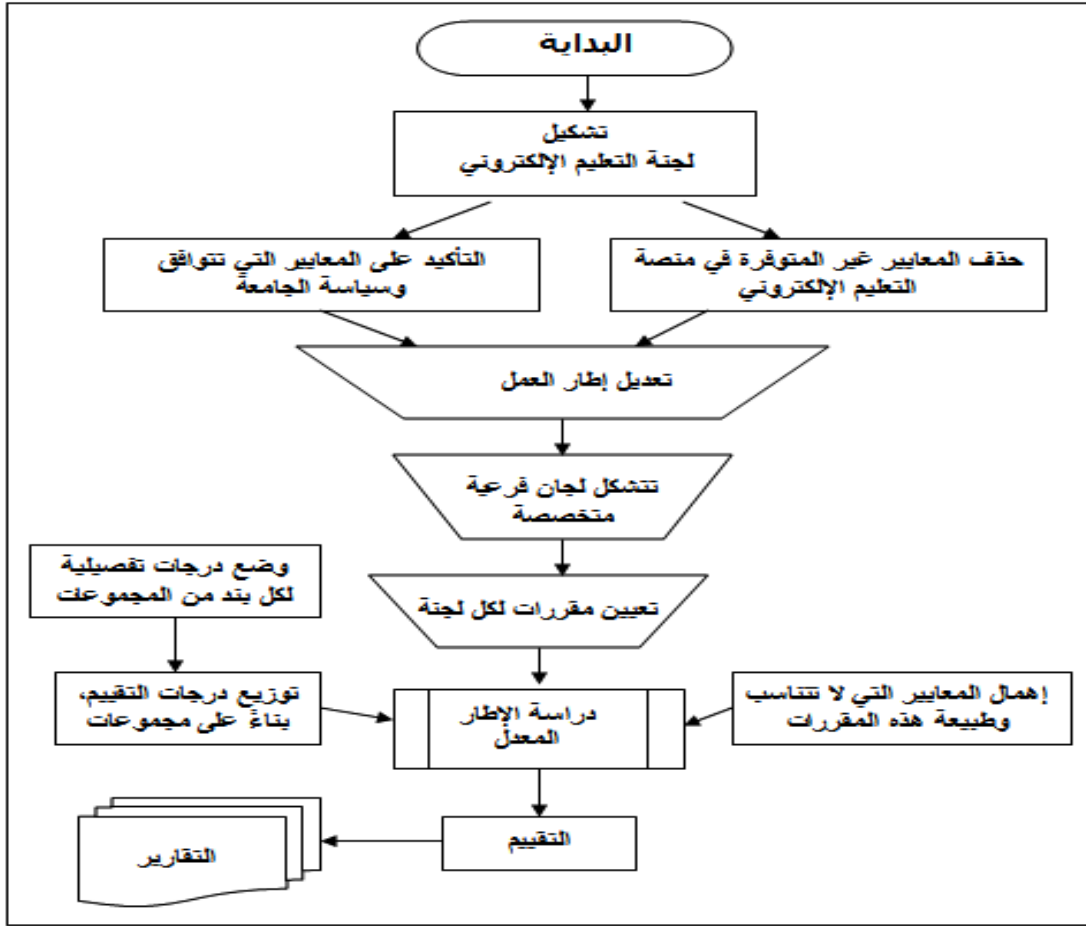 البداية
تشكيل
لجنة التعليم الإلكتروني
حذف المعايير غير المتوفرة في منصة
التعليم الإلكتروني
التأكيد على المعايير التي تتوافق
وسياسة الجامعة
تعديل إطار العمل
تتشكل لجان فرعية
متخصصة
تعيين مقررات لكل لجنة
وضع درجات تفصيلية
لكل بند من المجموعات
إهمال المعايير التي لا تتناسب
وطبيعة هذه المقررات
دراسة الإطار
المعدل
توزيع درجات التقييم،
بناءً على مجموعات
التقييم
التقارير